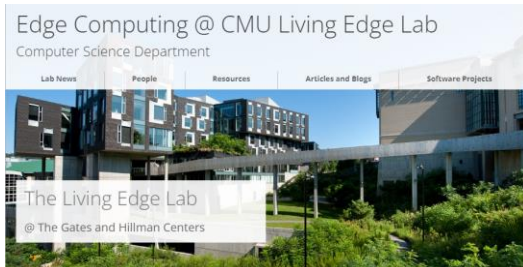 Edge Computing @ CMU Living Edge Lab
Computer Science Department
Lab News People Resources Articles and Blogs Software Projects
The Living Edge Lab
@ The Gates and Hillman Centers